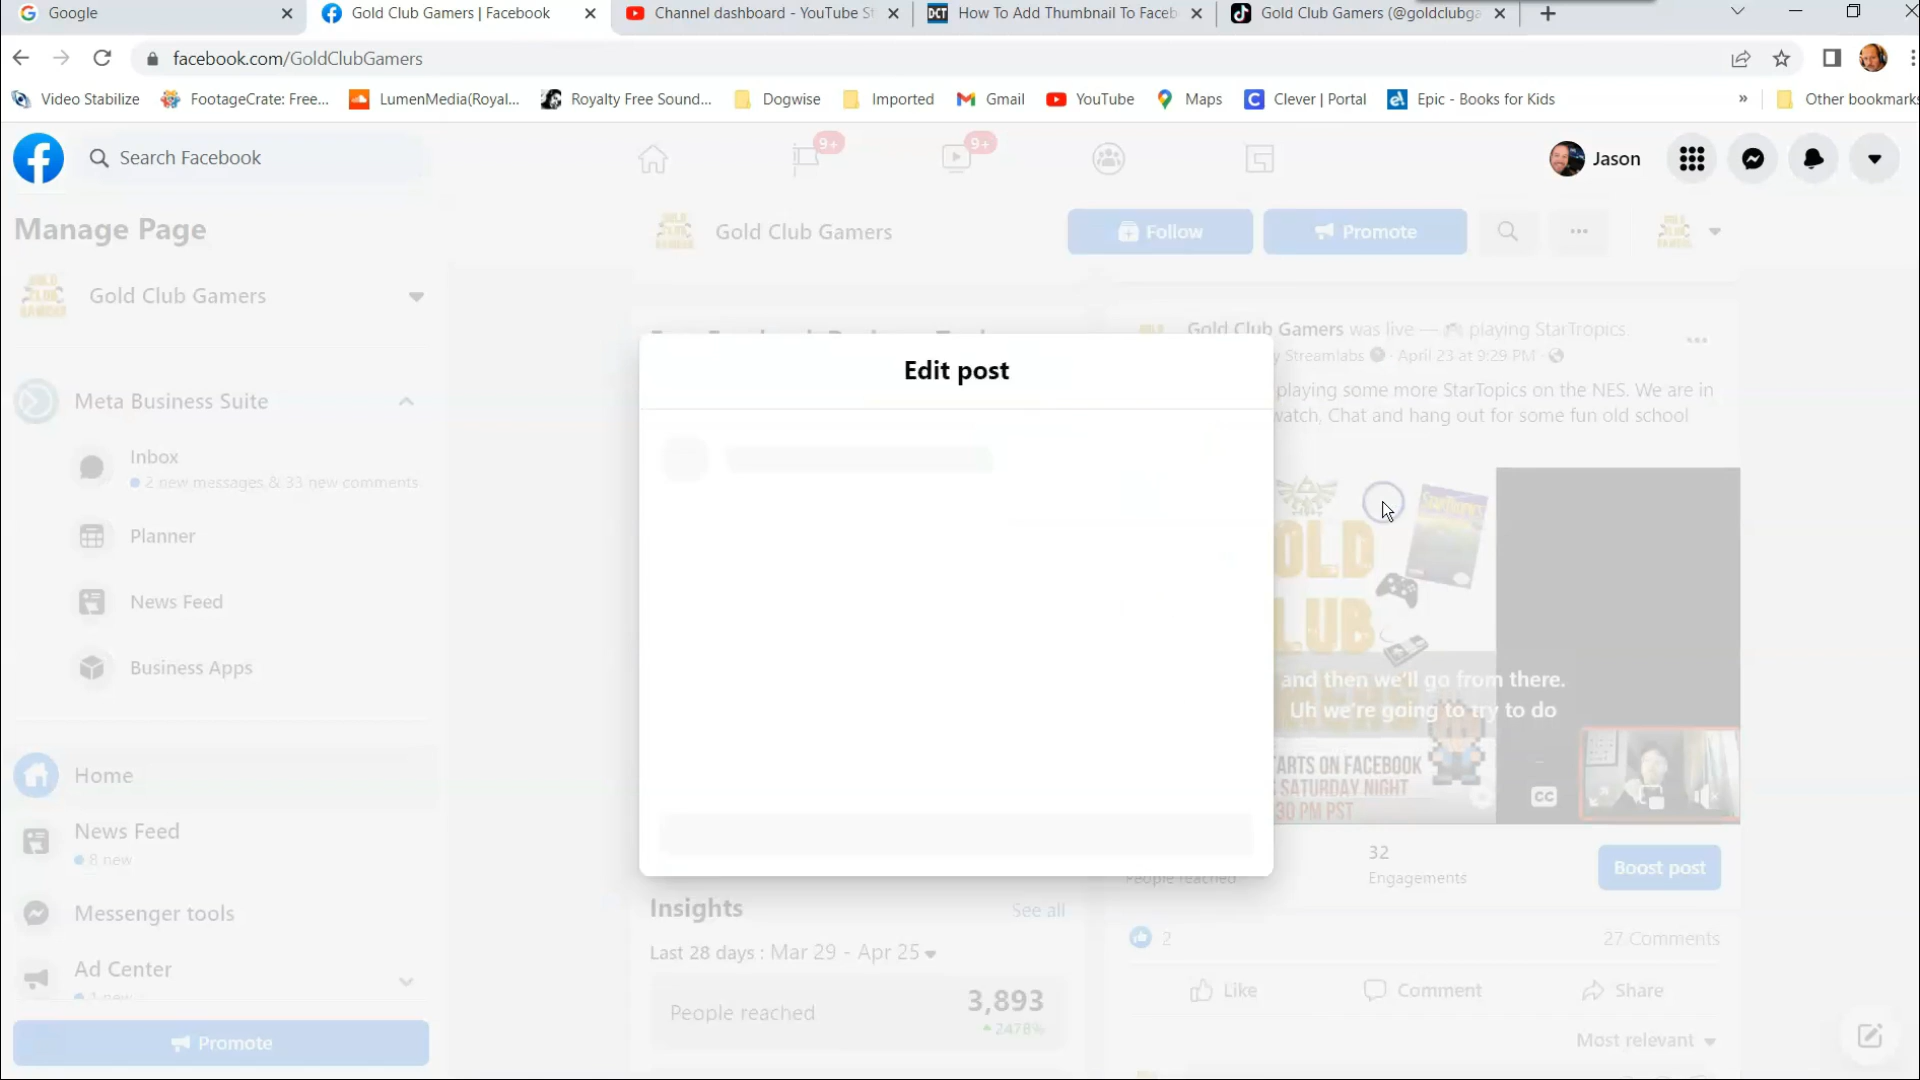 Google
Gold Club Gamers | Facebook
Channel dashboard - YouTube St
DCT How To Add Thumbnail To Faceb
Gold Club Gamers (@goldclubga
facebook.com/GoldClubGamers
Video Stabilize
FootageCrate: Free...
LumenMedia(Royal...
Royalty Free Sound...
Dogwise
Imported
Gmail
YouTube
Maps
Clever | Portal
Epic - Books for Kids
»
Other bookmarks
Search Facebook
9+
9+
Jason
Manage Page
Gold Club Gamers
Follow
Promote
Gold Club Gamers
Meta Business Suite
Inbox
2 new messages & 33 new comments
Planner
News Feed
Business Apps
Home
News Feed
8 new
Messenger tools
Ad Center
Promote
Edit post
Insights
See all
Last 28 days : Mar 29 - Apr 25
People reached
3,893
2478%
Gold Club Gamers was live — playing StarTropics.
y Streamlabs · April 23 at 9:29 PM ·
playing some more StarTopics on the NES. We are in
watch, Chat and hang out for some fun old school
StarTropics
OLD
LUB
and then we'll go from there.
Uh we're going to try to do
ARTS ON FACEBOOK
SATURDAY NIGHT
30 PM PST
CC
People reached
32
Engagements
Boost post
2
27 Comments
Like
Comment
Share
Most relevant